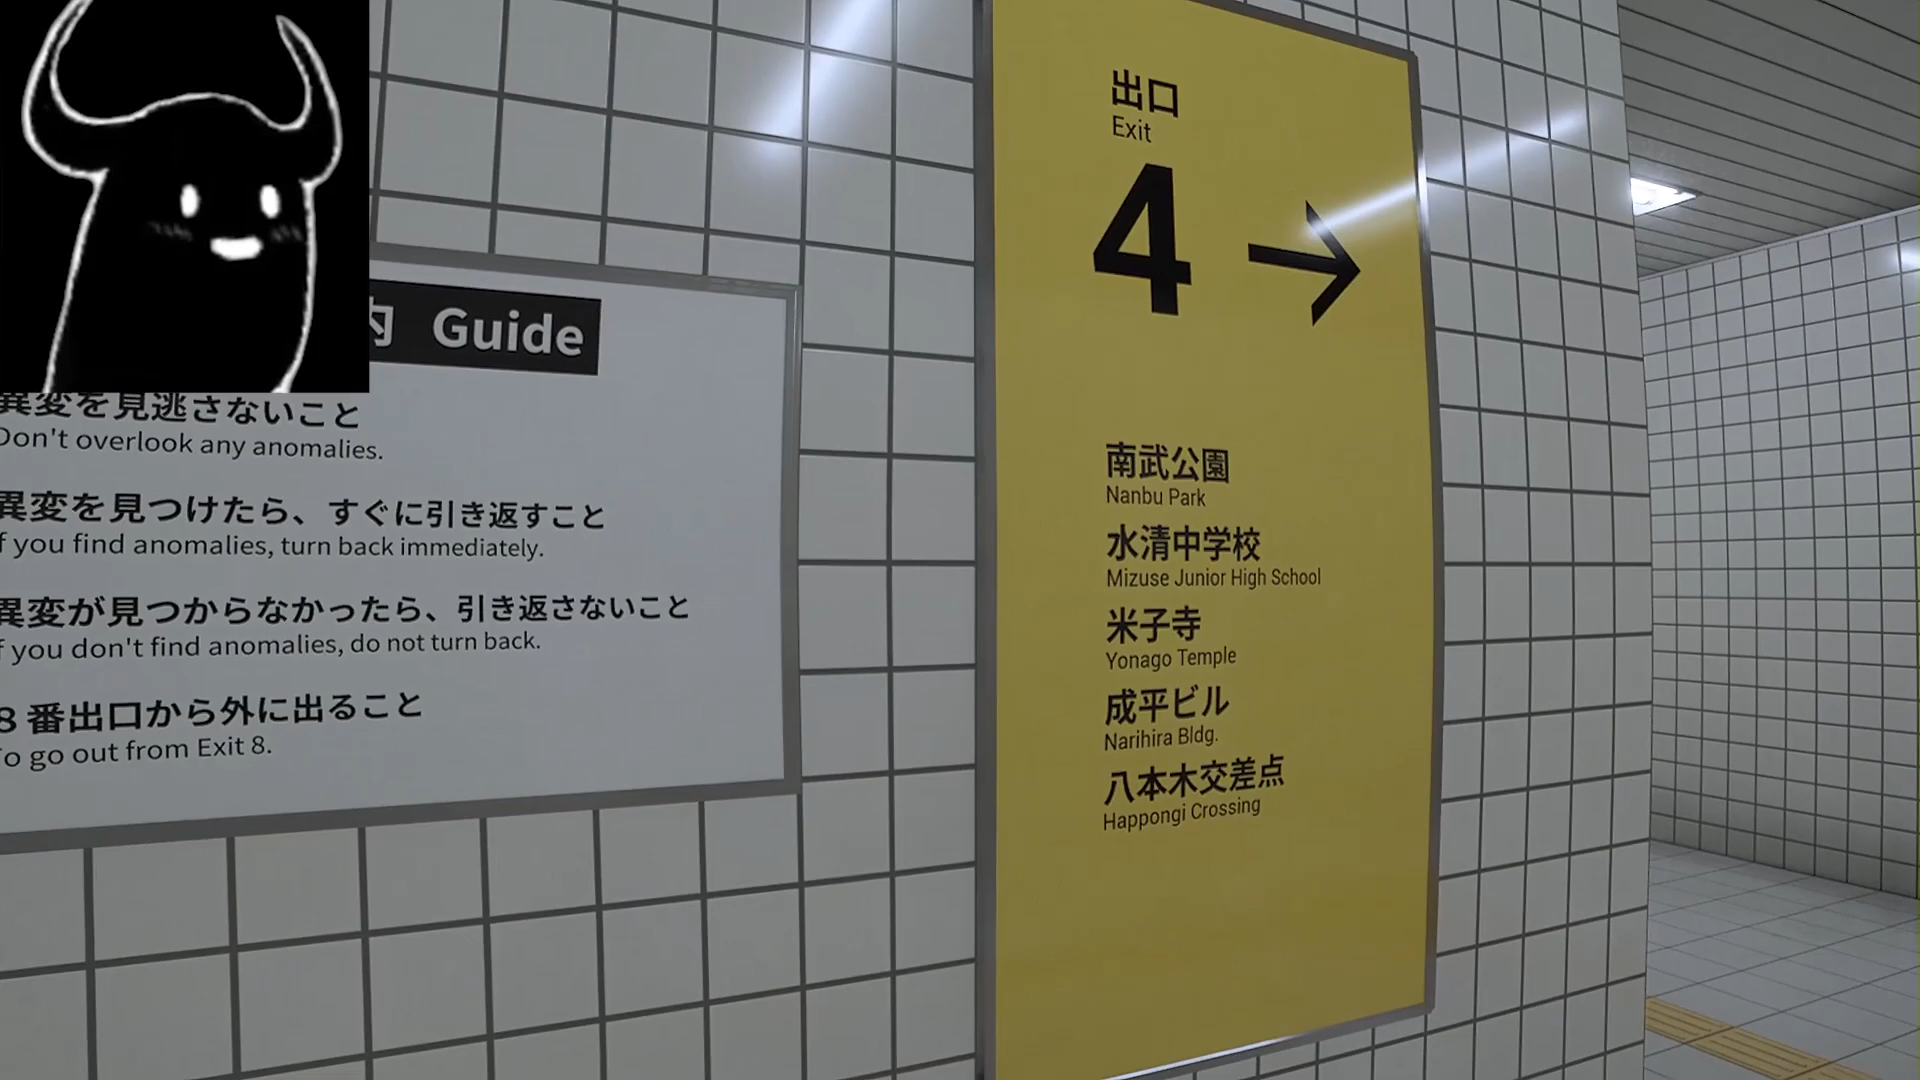 内 Guide
異変を見逃さないこと
Don't overlook any anomalies.
異変を見つけたら、すぐに引き返すこと
f you find anomalies, turn back immediately.
異変が見つからなかったら、引き返さないこと
f you don't find anomalies, do not turn back.
8 番出口から外に出ること
To go out from Exit 8.
出口
Exit
4 →
南武公園
Nanbu Park
水清中学校
Mizuse Junior High School
米子寺
Yonago Temple
成平ビル
Narihira Bldg.
八本木交差点
Happongi Crossing